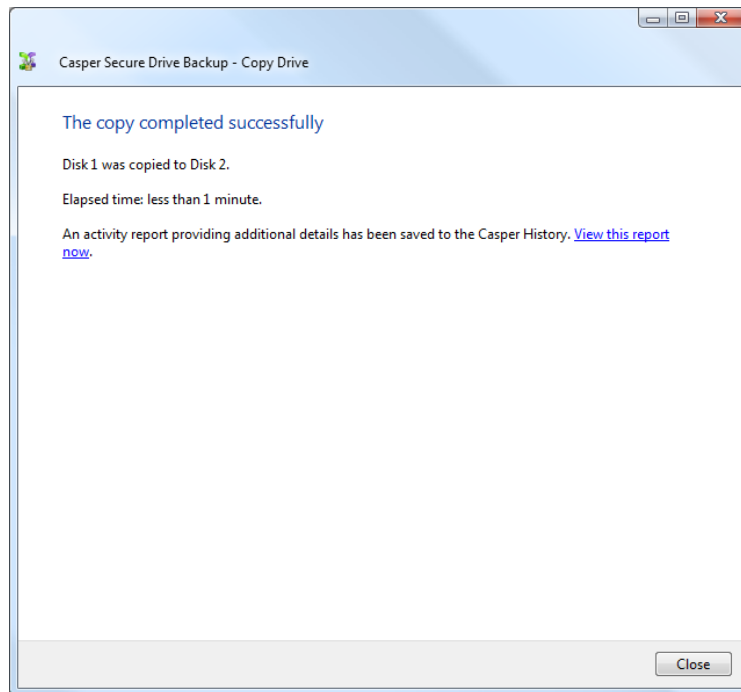 Casper Secure Drive Backup - Copy Drive
The copy completed successfully
Disk 1 was copied to Disk 2.
Elapsed time: less than 1 minute.
An activity report providing additional details has been saved to the Casper History. View this report
now.
Close